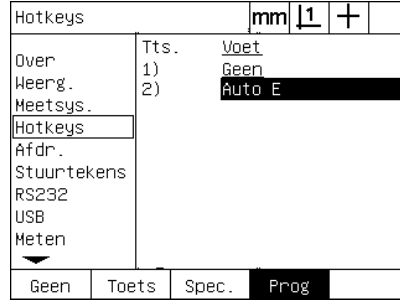 Hotkeys mm 1
Over
Weerg.
Meetsys.
Hotkeys
Afdr.
Stuurtekens
RS232
USB
Meten
Tts. Voet
1) Geen
2) Auto E
Geen Toets Spec. Prog